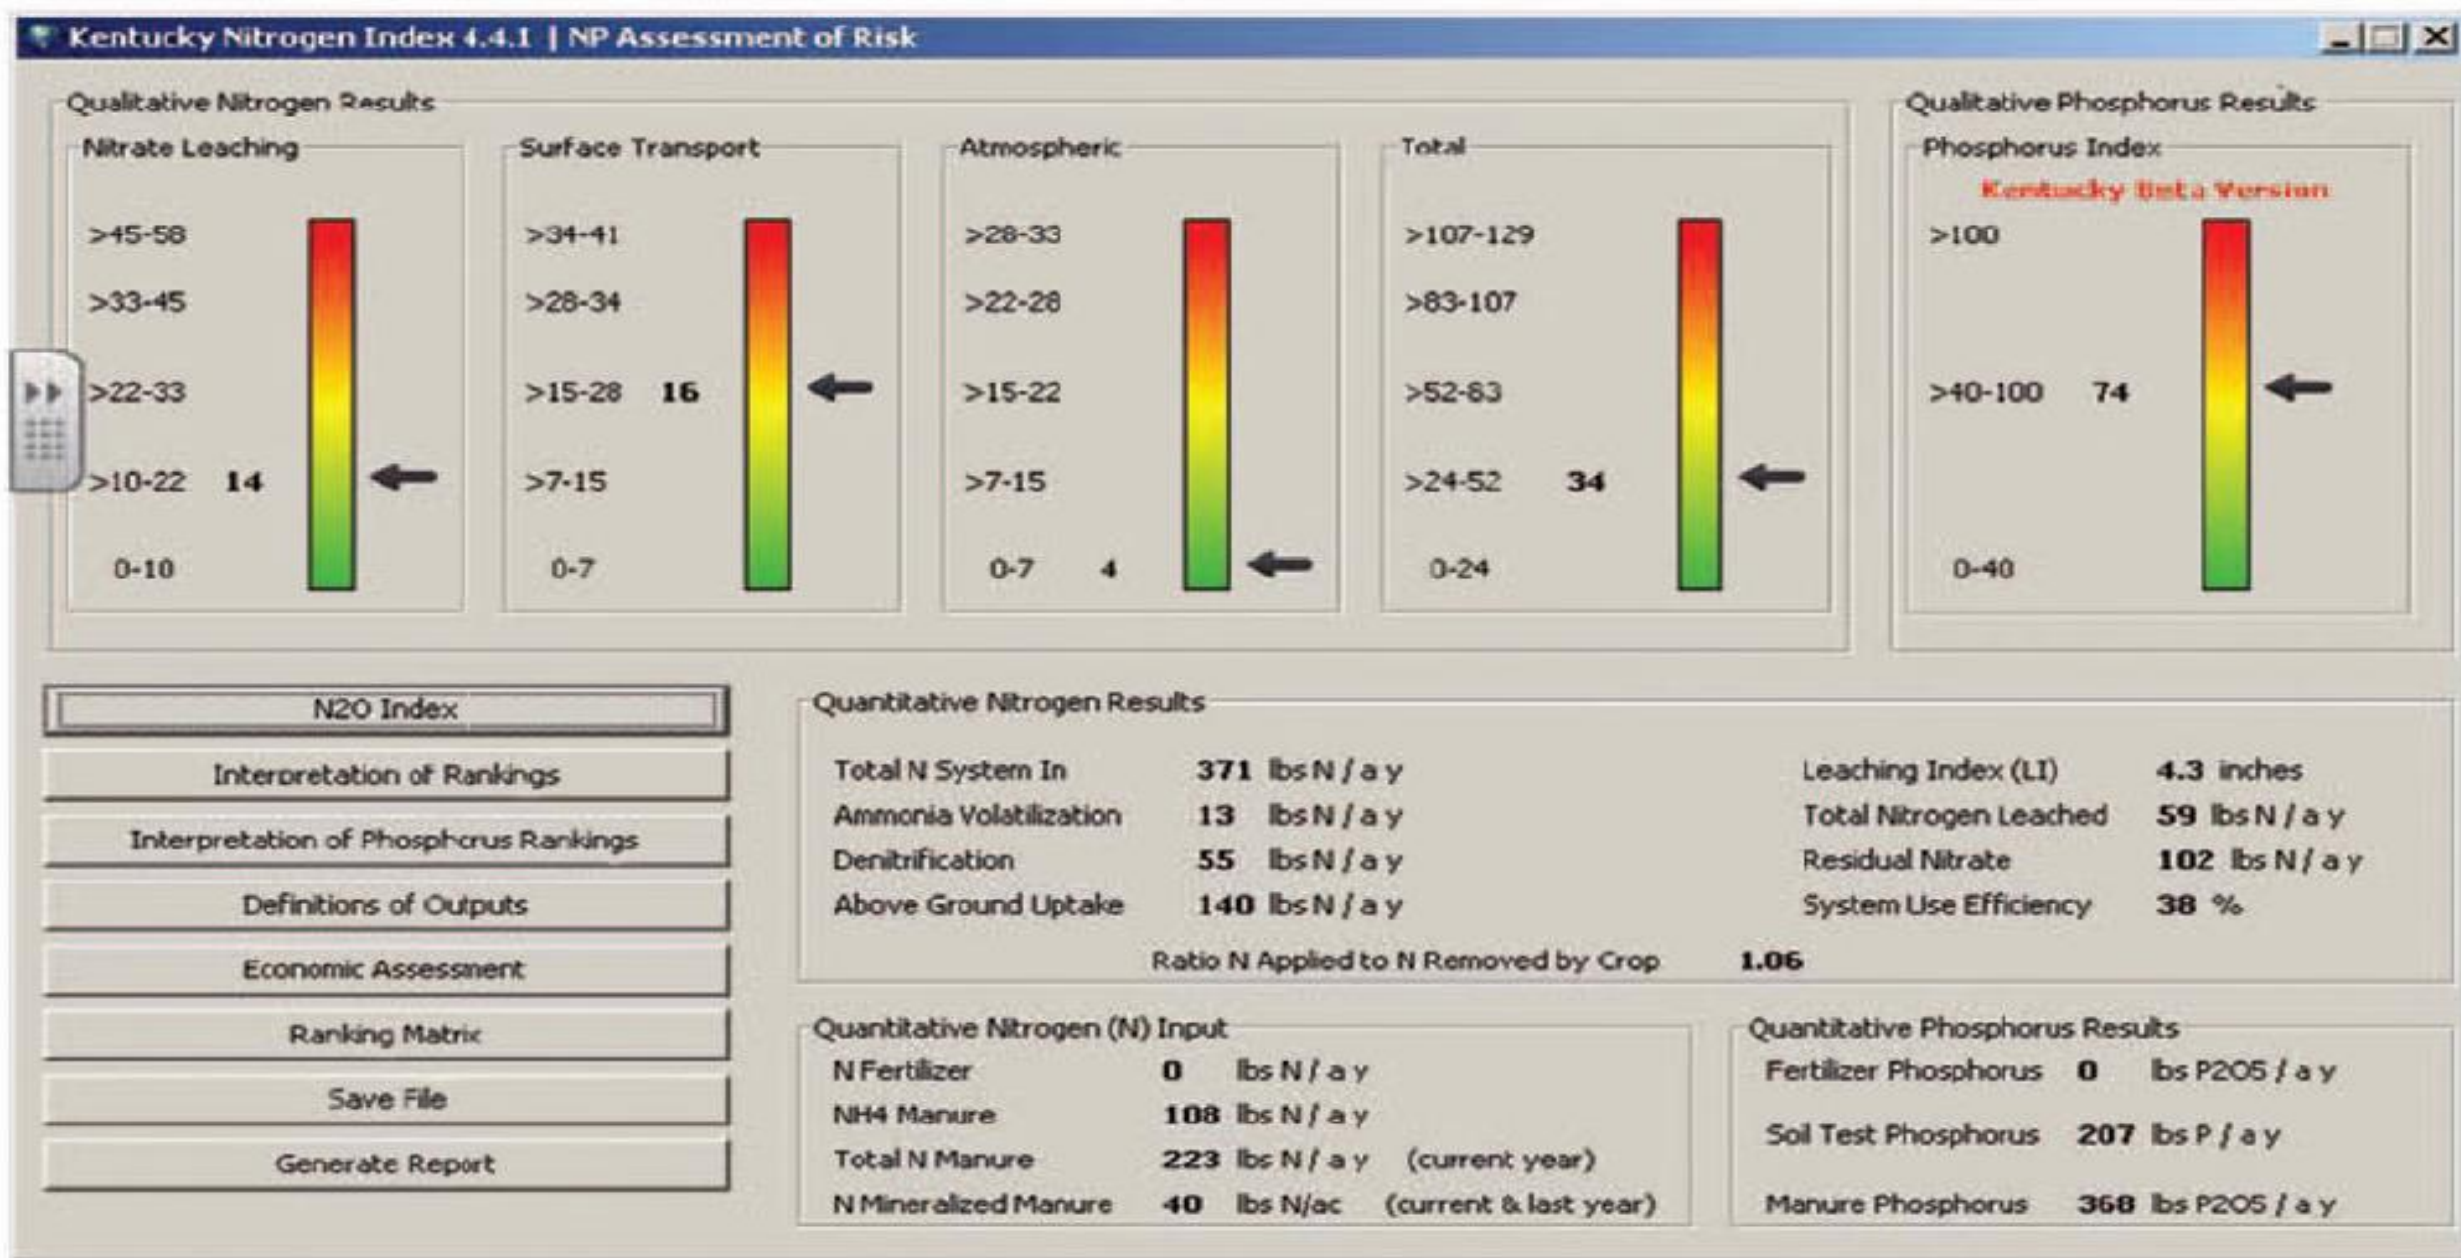 Kentucky Nitrogen Index 4.4.1 | NP Assessment of Risk
Qualitative Nitrogen Results
Nitrate Leaching
>45-58
>33-45
>22-33
>10-22 14
0-10
Surface Transport
>34-41
>28-34
>15-28 16
>7-15
0-7
Atmospheric
>28-33
>22-28
>15-22
>7-15
0-7 4
Total
>107-129
>83-107
>52-83
>24-52 34
0-24
Qualitative Phosphorus Results
Phosphorus Index
Kentucky Beta Version
>100
>40-100 74
0-40
N2O Index
Interpretation of Rankings
Interpretation of Phosphorus Rankings
Definitions of Outputs
Economic Assessment
Ranking Matrix
Save File
Generate Report
Quantitative Nitrogen Results
Total N System In 371 lbs N / a y
Ammonia Volatilization 13 lbs N / a y
Denitrification 55 lbs N / a y
Above Ground Uptake 140 lbs N / a y
Leaching Index (LI) 4.3 inches
Total Nitrogen Leached 59 lbs N / a y
Residual Nitrate 102 lbs N / a y
System Use Efficiency 38 %
Ratio N Applied to N Removed by Crop 1.06
Quantitative Nitrogen (N) Input
N Fertilizer 0 lbs N / a y
NH4 Manure 108 lbs N / a y
Total N Manure 223 lbs N / a y (current year)
N Mineralized Manure 40 lbs N/ac (current & last year)
Quantitative Phosphorus Results
Fertilizer Phosphorus 0 lbs P2O5 / a y
Soil Test Phosphorus 207 lbs P / a y
Manure Phosphorus 368 lbs P2O5 / a y